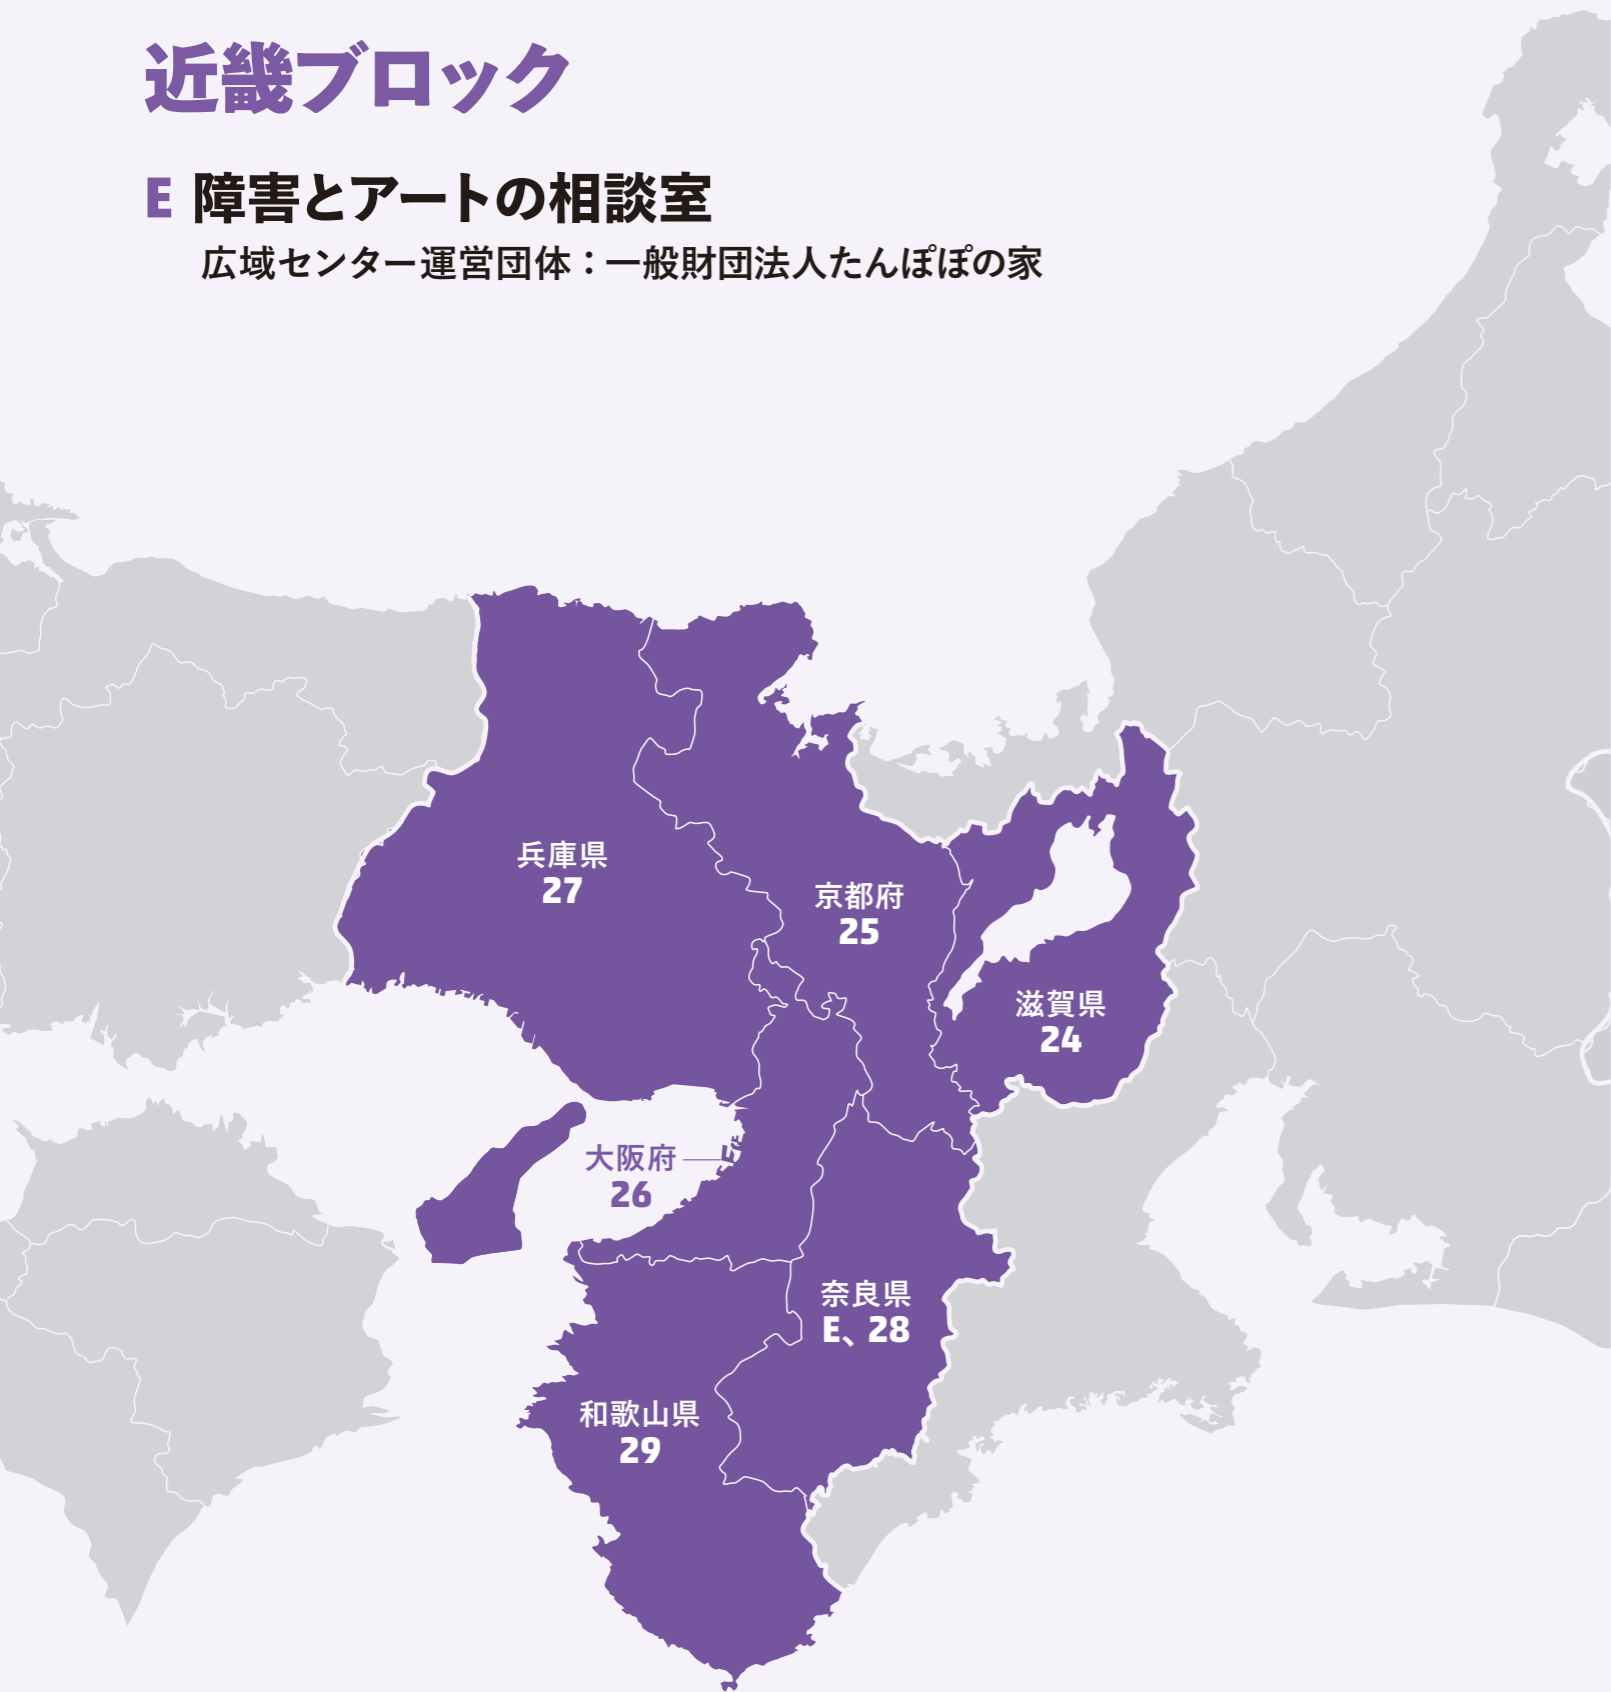 近畿ブロック
E 障害とアートの相談室
広域センター運営団体：一般財団法人たんぽぽの家
兵庫県
27
京都府
25
滋賀県
24
大阪府
26
奈良県
E、28
和歌山県
29